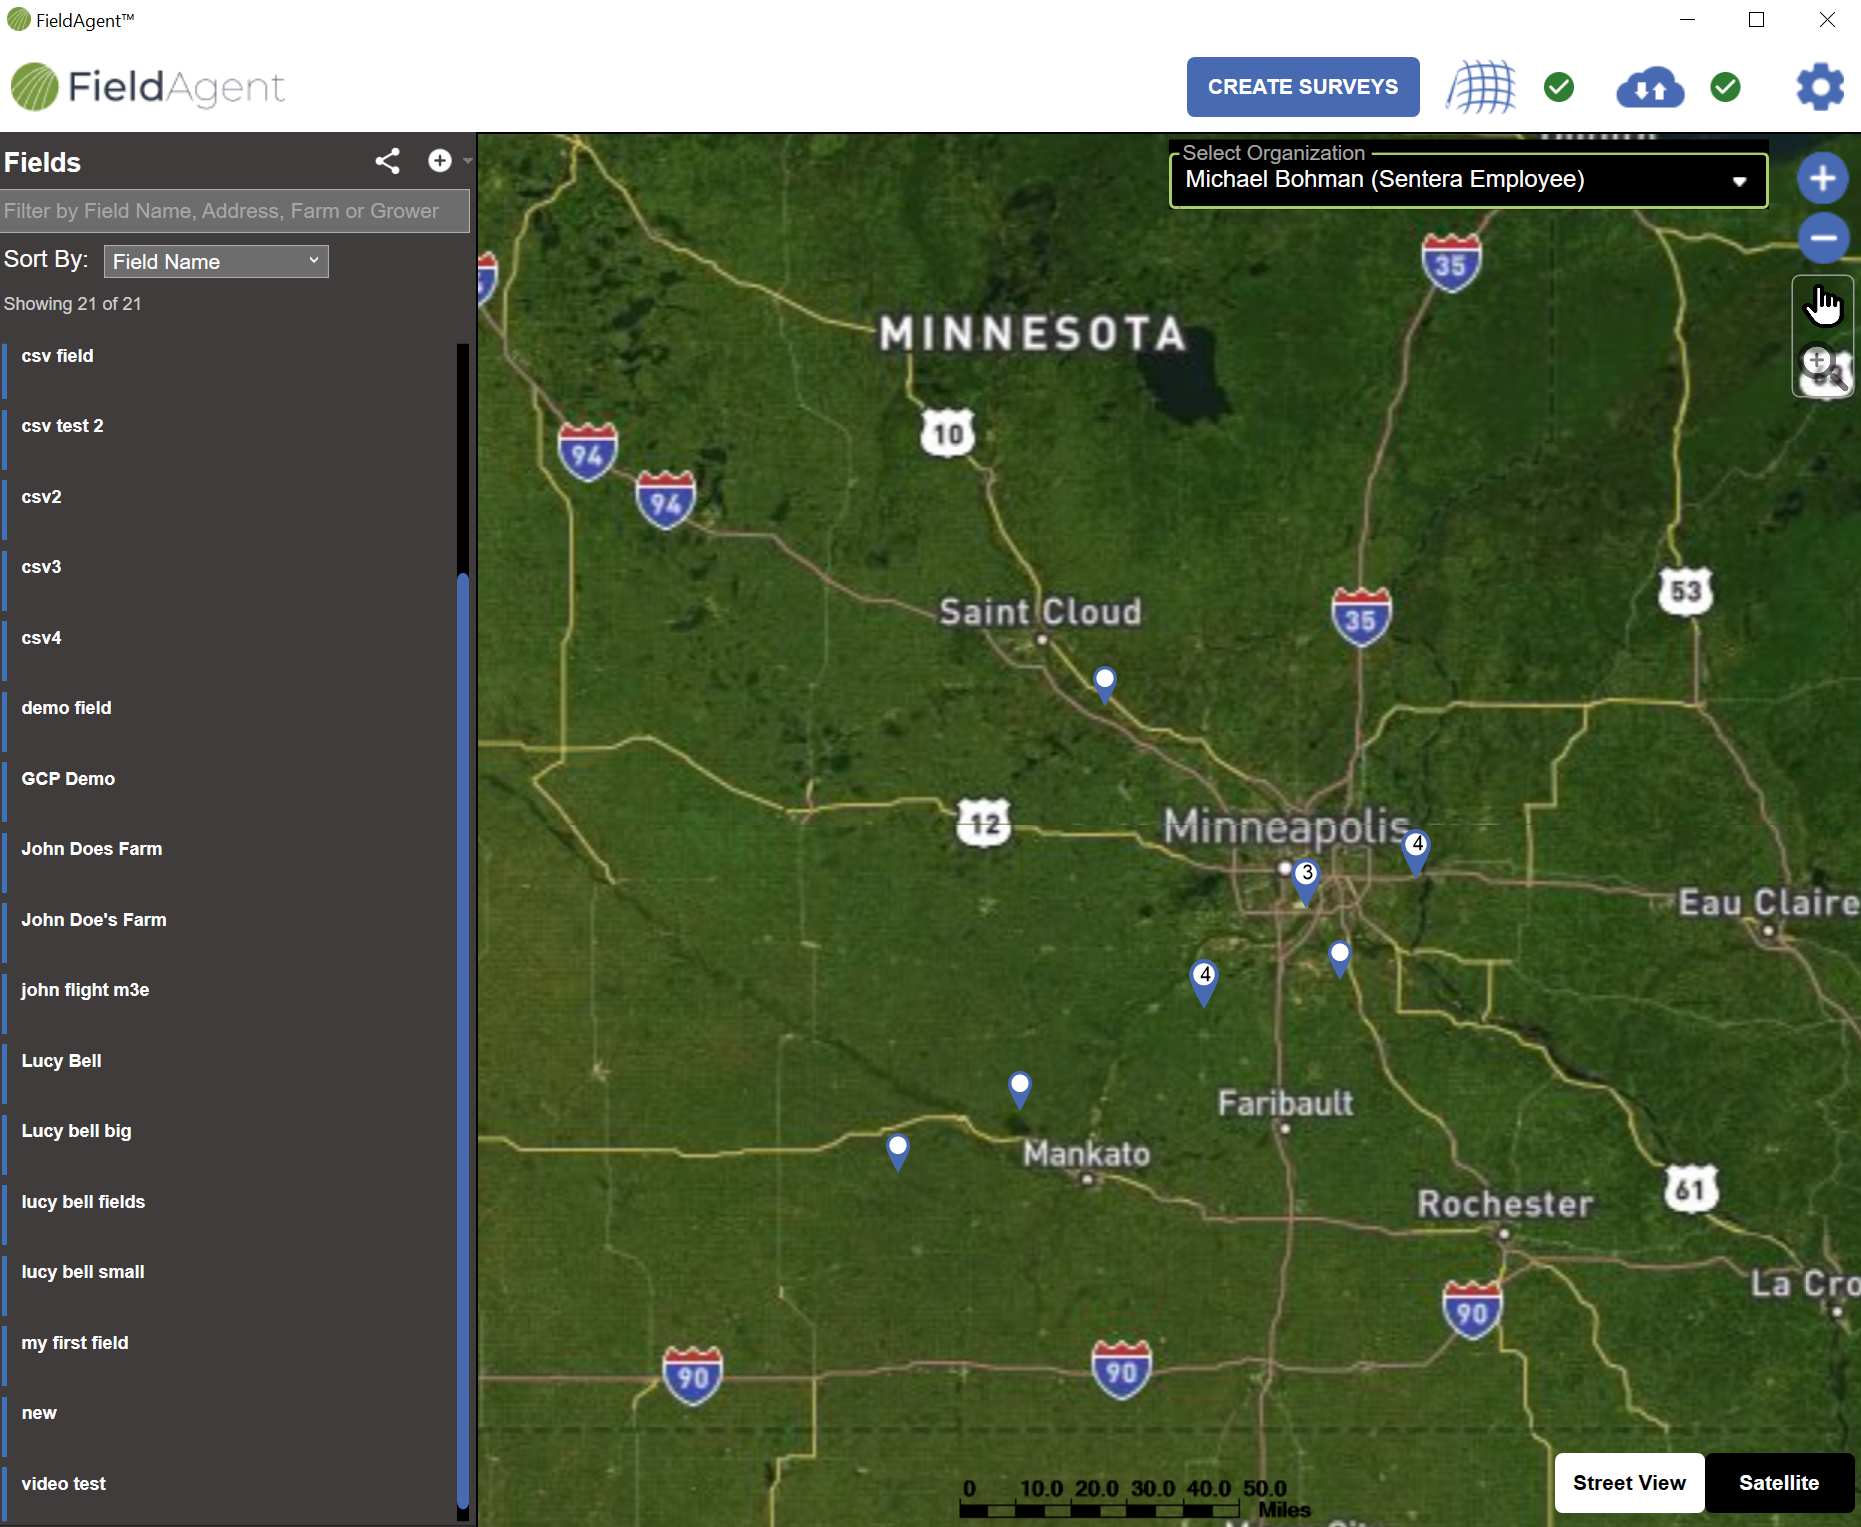 FieldAgent™
FieldAgent
CREATE SURVEYS
Fields
Filter by Field Name, Address, Farm or Grower
Sort By: Field Name
Showing 21 of 21
csv field
csv test 2
csv2
csv3
csv4
demo field
GCP Demo
John Does Farm
John Doe's Farm
john flight m3e
Lucy Bell
Lucy bell big
lucy bell fields
lucy bell small
my first field
new
video test
Select Organization
Michael Bohman (Sentera Employee)
35
MINNESOTA
10
94
94
53
Saint Cloud
35
12
Minneapolis
4
3
Eau Claire
4
Faribault
Mankato
61
Rochester
La Cro
90
90
90
0 10.0 20.0 30.0 40.0 50.0
Miles
Street View
Satellite